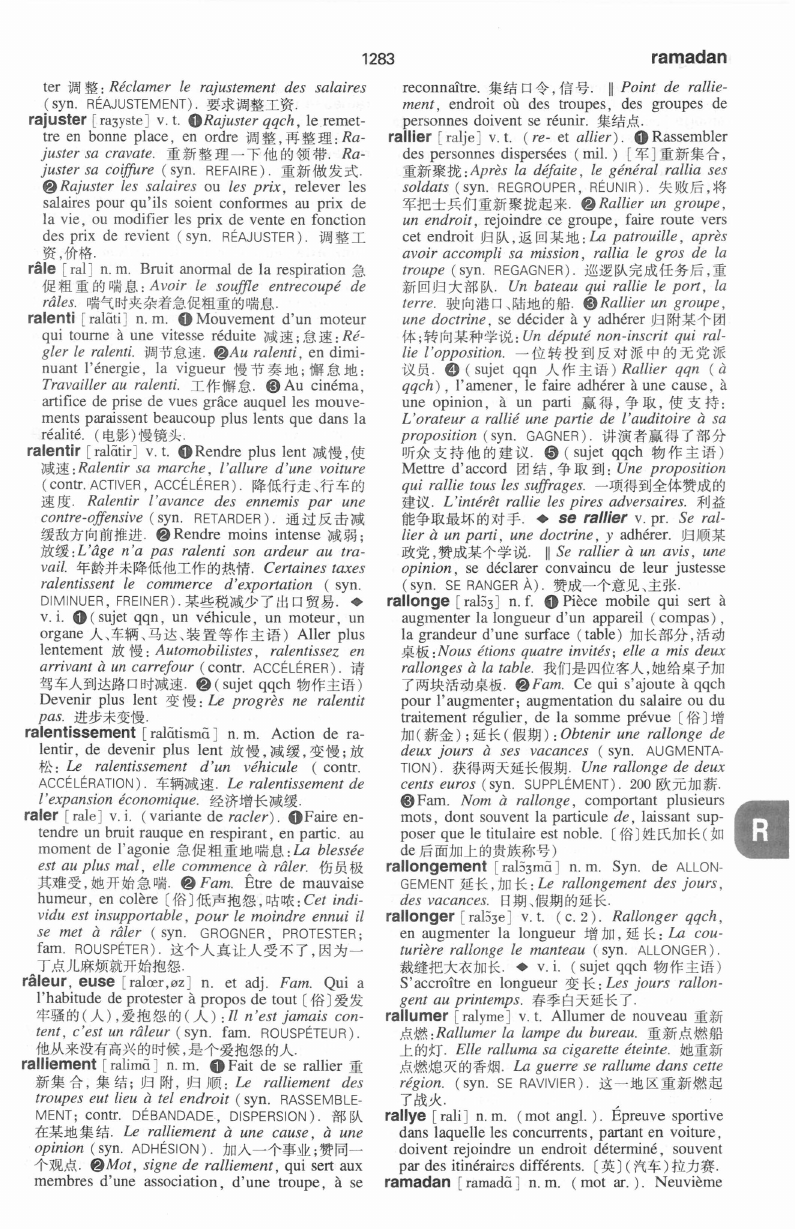 1283
ramadan
ter 调整: Réclamer le rajustement des salaires
(syn. RÉAJUSTEMENT). 要求调整工资.
rajuster [raʒyste] v. t. ❶Rajuster qqch, le remet-
tre en bonne place, en ordre 调整,再整理: Ra-
juster sa cravate. 重新整理一下他的领带. Ra-
juster sa coiffure (syn. REFAIRE). 重新做发式.
❷Rajuster les salaires ou les prix, relever les
salaires pour qu'ils soient conformes au prix de
la vie, ou modifier les prix de vente en fonction
des prix de revient (syn. RÉAJUSTER). 调整工
资,价格.
râle [ral] n. m. Bruit anormal de la respiration 急
促粗重的喘息: Avoir le souffle entrecoupé de
râles. 喘气时夹杂着急促粗重的喘息.
ralenti [ralɑ̃ti] n. m. ❶Mouvement d'un moteur
qui tourne à une vitesse réduite 减速;怠速: Ré-
gler le ralenti. 调节怠速. ❷Au ralenti, en dimi-
nuant l'énergie, la vigueur 慢节奏地; 懈怠地:
Travailler au ralenti. 工作懈怠. ❸Au cinéma,
artifice de prise de vues grâce auquel les mouve-
ments paraissent beaucoup plus lents que dans la
réalité. (电影)慢镜头.
ralentir [ralɑ̃tir] v. t. ❶Rendre plus lent 减慢,使
减速: Ralentir sa marche, l'allure d'une voiture
(contr. ACTIVER, ACCÉLÉRER). 降低行走、行车的
速度. Ralentir l'avance des ennemis par une
contre-offensive (syn. RETARDER). 通过反击减
缓敌方向前推进. ❷Rendre moins intense 减弱;
放缓: L'âge n'a pas ralenti son ardeur au tra-
vail. 年龄并未降低他工作的热情. Certaines taxes
ralentissent le commerce d'exportation ( syn.
DIMINUER, FREINER). 某些税减少了出口贸易. ◆
v. i. ❶(sujet qqn, un véhicule, un moteur, un
organe 人、车辆、马达、装置等作主语) Aller plus
lentement 放慢: Automobilistes, ralentissez en
arrivant à un carrefour (contr. ACCÉLÉRER). 请
驾车人到达路口时减速. ❷(sujet qqch 物作主语)
Devenir plus lent 变慢: Le progrès ne ralentit
pas. 进步未变慢.
ralentissement [ralɑ̃tismɑ̃] n. m. Action de ra-
lentir, de devenir plus lent 放慢,减缓,变慢;放
松: Le ralentissement d'un véhicule ( contr.
ACCÉLÉRATION). 车辆减速. Le ralentissement de
l'expansion économique. 经济增长减缓.
raler [rale] v. i. (variante de racler). ❶Faire en-
tendre un bruit rauque en respirant, en partic. au
moment de l'agonie 急促粗重地喘息: La blessée
est au plus mal, elle commence à râler. 伤员极
其难受,她开始急喘. ❷Fam. Être de mauvaise
humeur, en colère [俗]低声抱怨,咕哝: Cet indi-
vidu est insupportable, pour le moindre ennui il
se met à râler (syn. GROGNER, PROTESTER;
fam. ROUSPÉTER). 这个人真让人受不了,因为一
丁点儿麻烦就开始抱怨.
râleur, euse [ralœr,øz] n. et adj. Fam. Qui a
l'habitude de protester à propos de tout [俗]爱发
牢骚的(人),爱抱怨的(人): Il n'est jamais con-
tent, c'est un râleur (syn. fam. ROUSPÉTEUR).
他从来没有高兴的时候,是个爱抱怨的人.
ralliement [ralimɑ̃] n. m. ❶Fait de se rallier 重
新集合, 集结; 归附, 归顺: Le ralliement des
troupes eut lieu à tel endroit (syn. RASSEMBLE-
MENT; contr. DÉBANDADE, DISPERSION). 部队
在某地集结. Le ralliement à une cause, à une
opinion (syn. ADHÉSION). 加入一个事业;赞同一
个观点. ❷Mot, signe de ralliement, qui sert aux
membres d'une association, d'une troupe, à se
reconnaître. 集结口令,信号. ‖ Point de rallie-
ment, endroit où des troupes, des groupes de
personnes doivent se réunir. 集结点.
rallier [ralje] v. t. (re- et allier). ❶Rassembler
des personnes dispersées (mil.) [军]重新集合,
重新聚拢: Après la défaite, le général rallia ses
soldats (syn. REGROUPER, RÉUNIR). 失败后,将
军把士兵们重新聚拢起来. ❷Rallier un groupe,
un endroit, rejoindre ce groupe, faire route vers
cet endroit 归队,返回某地: La patrouille, après
avoir accompli sa mission, rallia le gros de la
troupe (syn. REGAGNER). 巡逻队完成任务后,重
新回归大部队. Un bateau qui rallie le port, la
terre. 驶向港口、陆地的船. ❸Rallier un groupe,
une doctrine, se décider à y adhérer 归附某个团
体;转向某种学说: Un député non-inscrit qui ral-
lie l'opposition. 一位转投到反对派中的无党派
议员. ❹(sujet qqn 人作主语) Rallier qqn (à
qqch), l'amener, le faire adhérer à une cause, à
une opinion, à un parti 赢得, 争取, 使支持:
L'orateur a rallié une partie de l'auditoire à sa
proposition (syn. GAGNER). 讲演者赢得了部分
听众支持他的建议. ❺(sujet qqch 物作主语)
Mettre d'accord 团结,争取到: Une proposition
qui rallie tous les suffrages. 一项得到全体赞成的
建议. L'intérêt rallie les pires adversaires. 利益
能争取最坏的对手. ◆ se rallier v. pr. Se ral-
lier à un parti, une doctrine, y adhérer. 归顺某
政党,赞成某个学说. ‖ Se rallier à un avis, une
opinion, se déclarer convaincu de leur justesse
(syn. SE RANGER À). 赞成一个意见、主张.
rallonge [ralɔ̃ʒ] n. f. ❶Pièce mobile qui sert à
augmenter la longueur d'un appareil (compas),
la grandeur d'une surface (table) 加长部分,活动
桌板: Nous étions quatre invités; elle a mis deux
rallonges à la table. 我们是四位客人,她给桌子加
了两块活动桌板. ❷Fam. Ce qui s'ajoute à qqch
pour l'augmenter; augmentation du salaire ou du
traitement régulier, de la somme prévue [俗]增
加(薪金);延长(假期): Obtenir une rallonge de
deux jours à ses vacances ( syn. AUGMENTA-
TION). 获得两天延长假期. Une rallonge de deux
cents euros (syn. SUPPLÉMENT). 200 欧元加薪.
❸Fam. Nom à rallonge, comportant plusieurs
mots, dont souvent la particule de, laissant sup-
poser que le titulaire est noble. [俗]姓氏加长(如
de 后面加上的贵族称号)
R
rallongement [ralɔ̃ʒmɑ̃] n. m. Syn. de ALLON-
GEMENT 延长,加长: Le rallongement des jours,
des vacances. 日期、假期的延长.
rallonger [ralɔ̃ʒe] v. t. (c. 2). Rallonger qqch,
en augmenter la longueur 增加, 延长: La cou-
turière rallonge le manteau (syn. ALLONGER).
裁缝把大衣加长. ◆ v. i. (sujet qqch 物作主语)
S'accroître en longueur 变长: Les jours rallon-
gent au printemps. 春季白天延长了.
rallumer [ralyme] v. t. Allumer de nouveau 重新
点燃: Rallumer la lampe du bureau. 重新点燃船
上的灯. Elle ralluma sa cigarette éteinte. 她重新
点燃熄灭的香烟. La guerre se rallume dans cette
région. (syn. SE RAVIVIER). 这一地区重新燃起
了战火.
rallye [rali] n. m. (mot angl.). Épreuve sportive
dans laquelle les concurrents, partant en voiture,
doivent rejoindre un endroit déterminé, souvent
par des itinéraires différents. [英](汽车)拉力赛.
ramadan [ramadɑ̃] n. m. (mot ar.). Neuvième